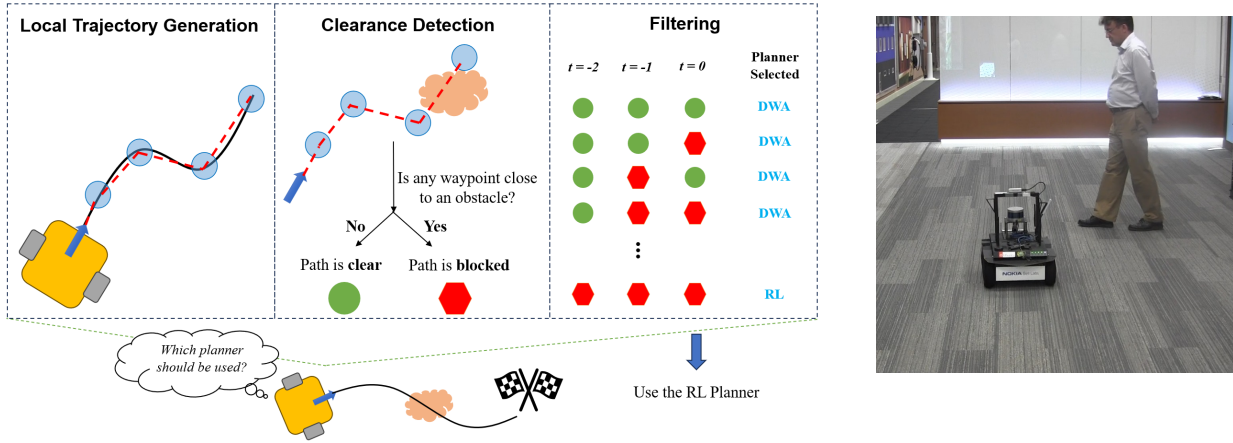 Local Trajectory Generation
Clearance Detection
Is any waypoint close
to an obstacle?
No
Yes
Path is clear
Path is blocked
Filtering
t = -2
t = -1
t = 0
Planner
Selected
DWA
DWA
DWA
DWA
RL
Which planner
should be used?
Use the RL Planner
NOKIA